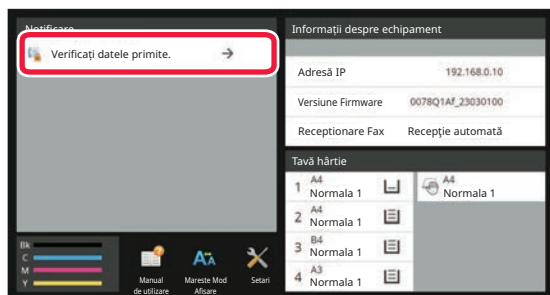 Notificare
Verificați datele primite.
Informații despre echipament
Adresă IP 192.168.0.10
Versiune Firmware 0078Q1Af_23030100
Receptionare Fax Recepție automată
Tavă hârtie
1 A4
Normala 1
A4
Normala 1
2 A4
Normala 1
3 B4
Normala 1
4 A3
Normala 1
Bk
C
M
Y
Manual
de utilizare
Mareste Mod
Afisare
Setari